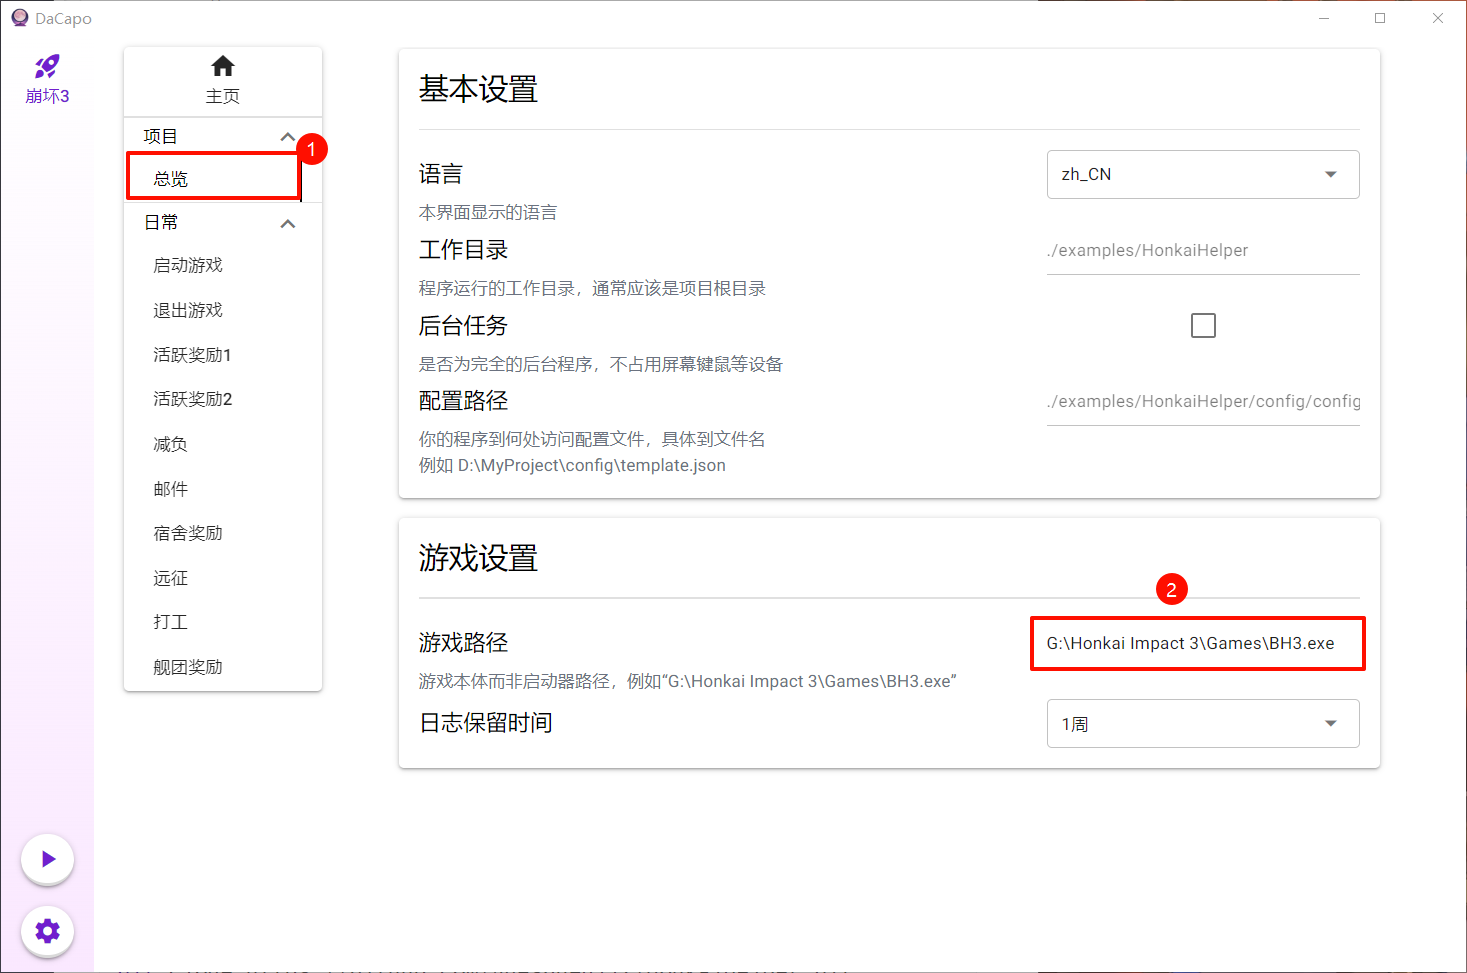 DaCapo
崩坏3
主页
项目
1
总览
日常
启动游戏
退出游戏
活跃奖励1
活跃奖励2
减负
邮件
宿舍奖励
远征
打工
舰团奖励
基本设置
语言
zh_CN
本界面显示的语言
工作目录
./examples/HonkaiHelper
程序运行的工作目录，通常应该是项目根目录
后台任务
是否为完全的后台程序，不占用屏幕键鼠等设备
配置路径
./examples/HonkaiHelper/config/config
你的程序到何处访问配置文件，具体到文件名
例如 D:\MyProject\config\template.json
游戏设置
2
游戏路径
G:\Honkai Impact 3\Games\BH3.exe
游戏本体而非启动器路径，例如“G:\Honkai Impact 3\Games\BH3.exe”
日志保留时间
1周